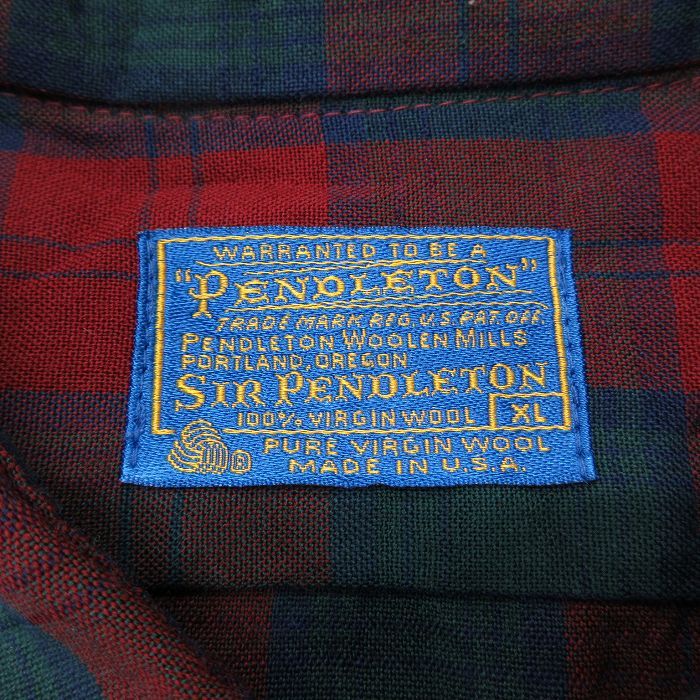 WARRANTED TO BE A
"PENDLETON"
TRADE MARK REG. U.S. PAT. OFF.
PENDLETON WOOLEN MILLS
PORTLAND, OREGON
SIR PENDLETON
100% VIRGIN WOOL XL
PURE VIRGIN WOOL
MADE IN U.S.A.